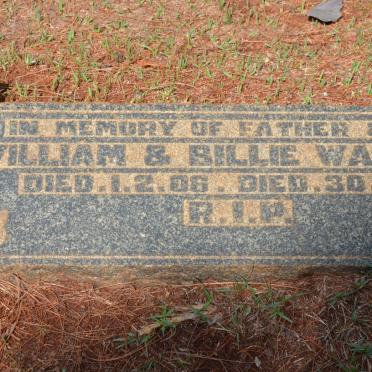 IN MEMORY OF FATHER
WILLIAM & BILLIE WA
DIED.1.2.06. DIED.30
R.I.P.